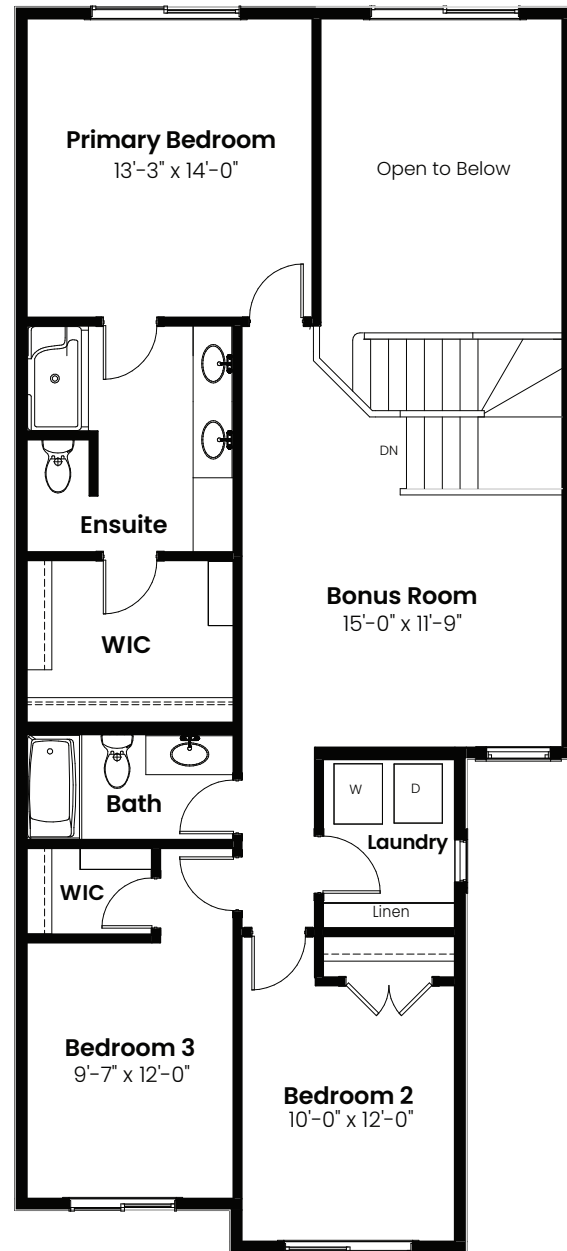 Primary Bedroom
13'-3" x 14'-0"
Open to Below
DN
Ensuite
Bonus Room
15'-0" x 11'-9"
WIC
W
D
Bath
Laundry
WIC
Linen
Bedroom 3
9'-7" x 12'-0"
Bedroom 2
10'-0" x 12'-0"